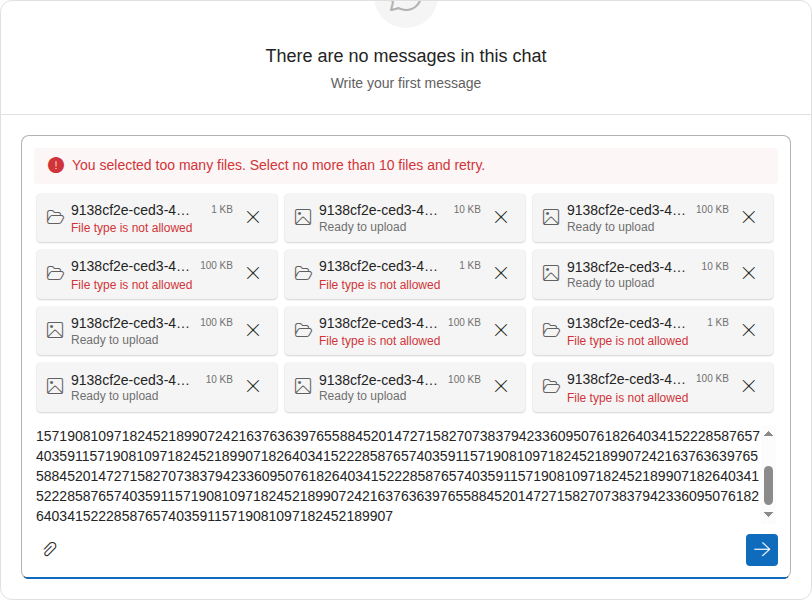 There are no messages in this chat
Write your first message
You selected too many files. Select no more than 10 files and retry.
9138cf2e-ced3-4... 1 KB
File type is not allowed
9138cf2e-ced3-4... 10 KB
Ready to upload
9138cf2e-ced3-4... 100 KB
Ready to upload
9138cf2e-ced3-4... 100 KB
File type is not allowed
9138cf2e-ced3-4... 1 KB
File type is not allowed
9138cf2e-ced3-4... 10 KB
Ready to upload
9138cf2e-ced3-4... 100 KB
Ready to upload
9138cf2e-ced3-4... 100 KB
File type is not allowed
9138cf2e-ced3-4... 1 KB
File type is not allowed
9138cf2e-ced3-4... 10 KB
Ready to upload
9138cf2e-ced3-4... 100 KB
Ready to upload
9138cf2e-ced3-4... 100 KB
File type is not allowed
157190810971824521899072421637636397655884520147271582707383794233609507618264034152228587657
403591157190810971824521899071826403415222858765740359115719081097182452189907242163763639765
588452014727158270738379423360950761826403415222858765740359115719081097182452189907182640341
522285876574035911571908109718245218990724216376363976558845201472715827073837942336095076182
64034152228587657403591157190810971824521​89907